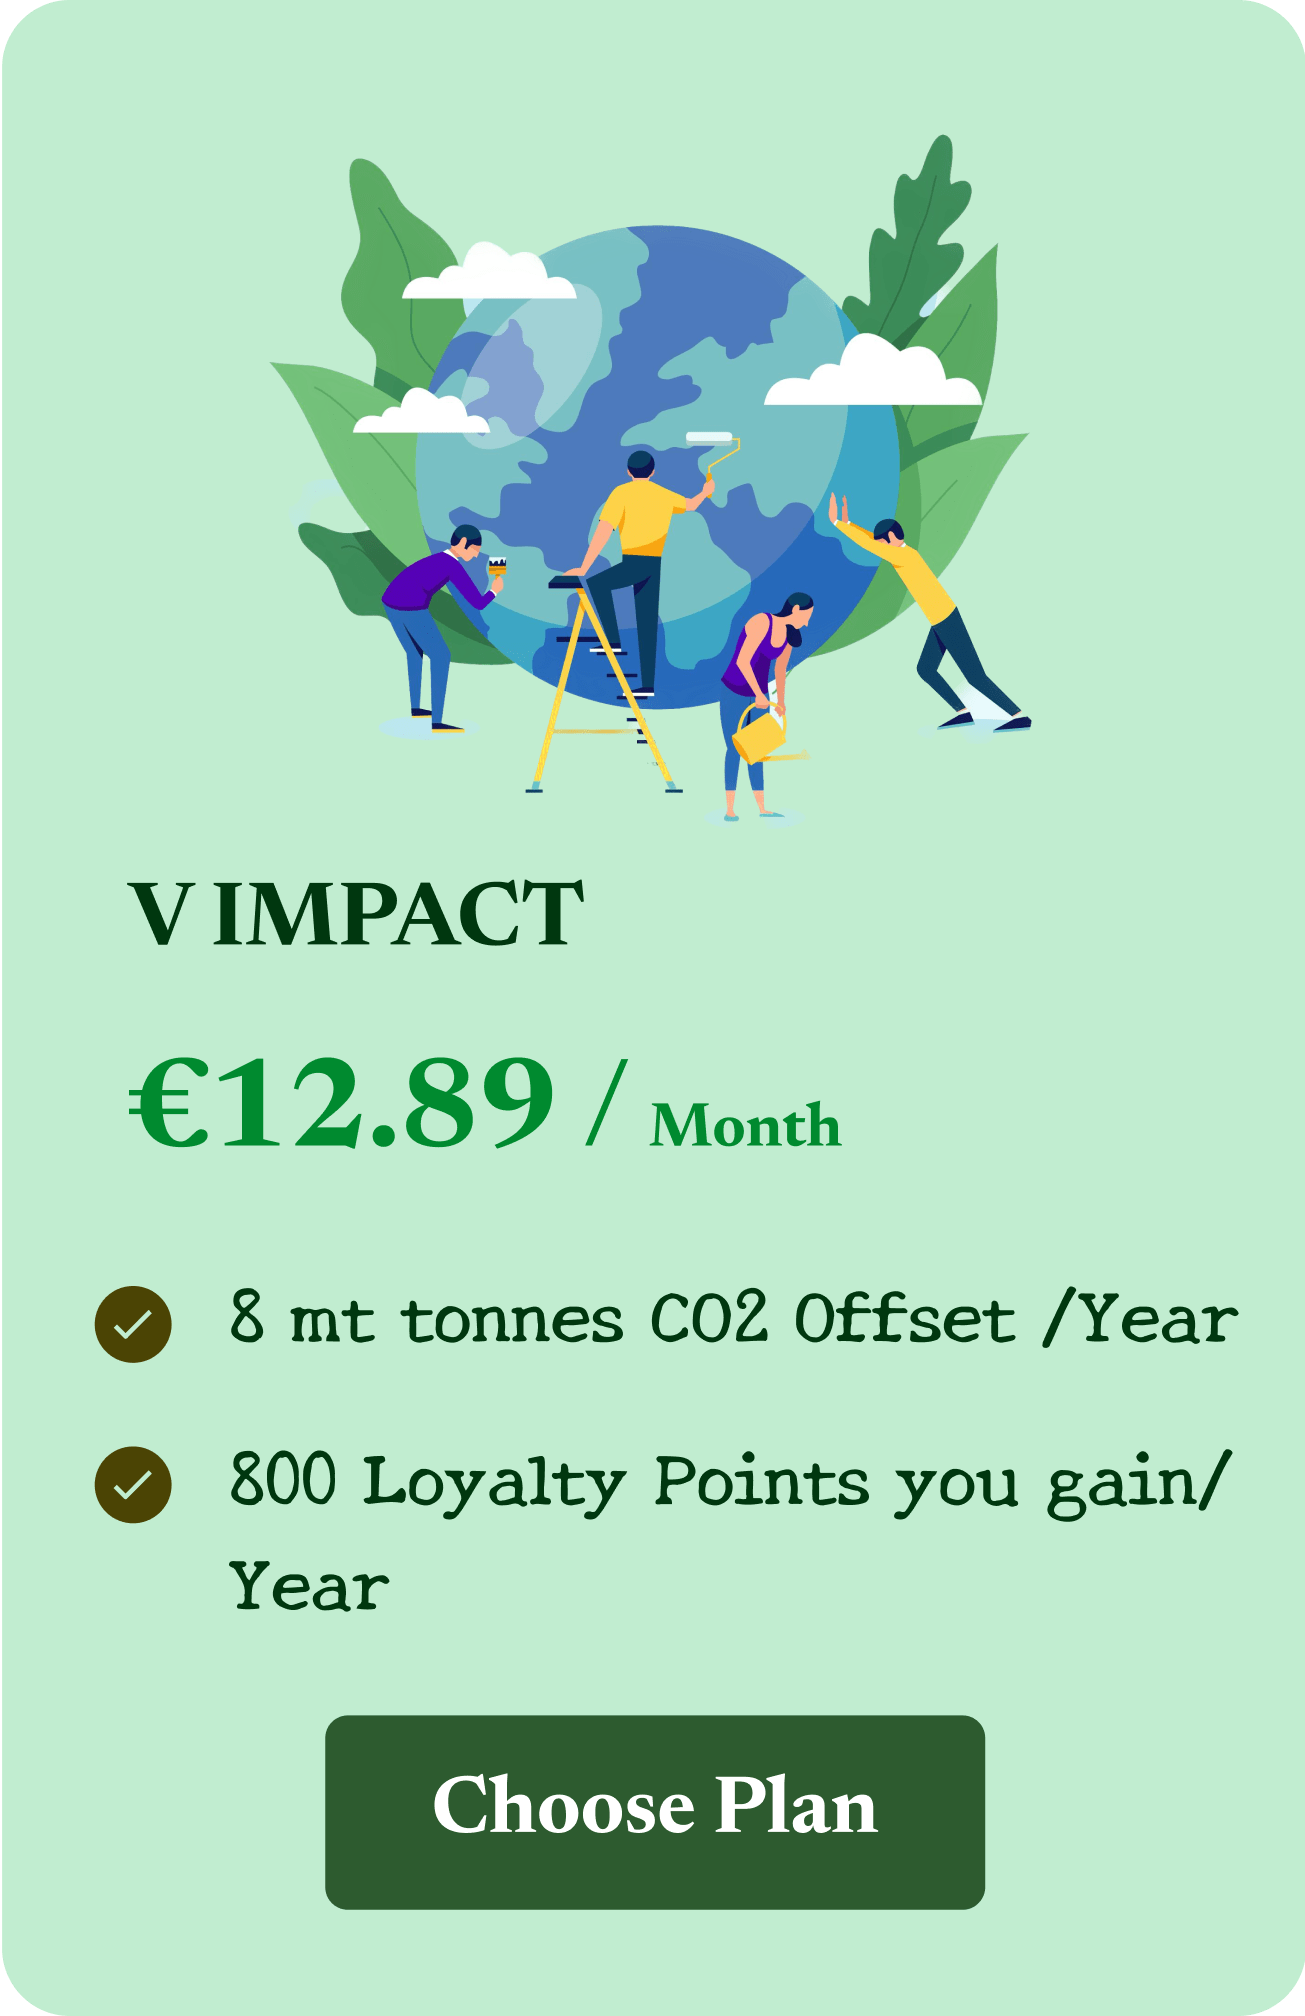 V IMPACT
€12.89 / Month
8 mt tonnes CO2 Offset /Year
800 Loyalty Points you gain/
Year
Choose Plan